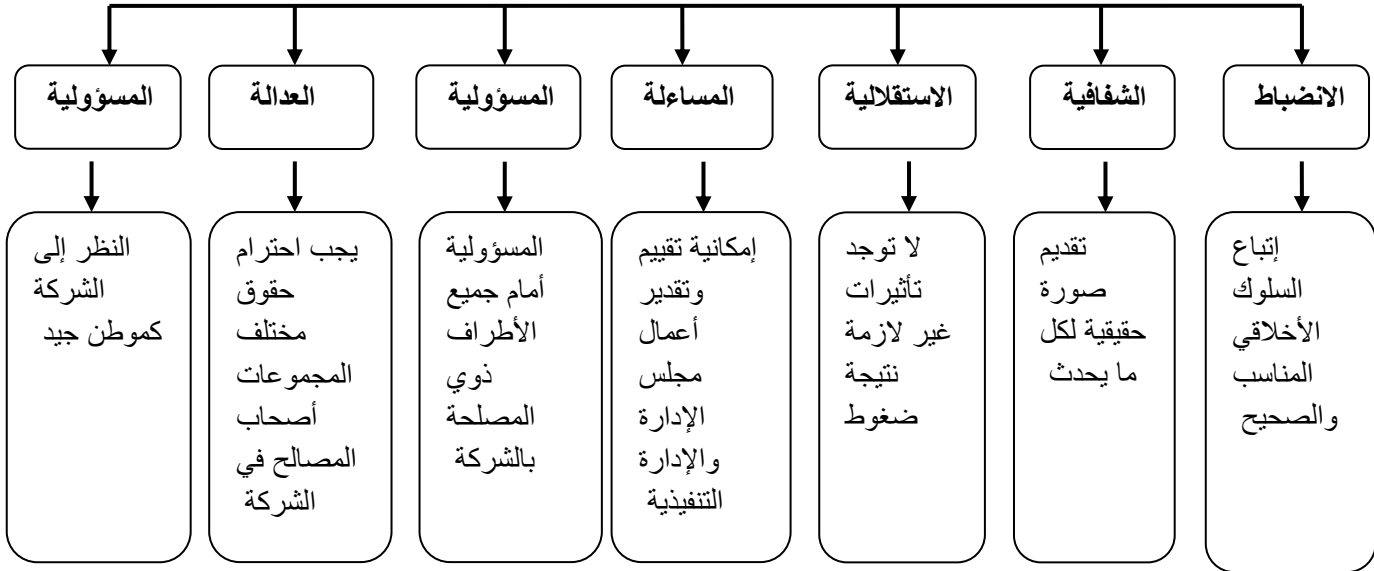 الانضباط
الشفافية
الاستقلالية
المساءلة
المسؤولية
العدالة
المسؤولية
إتباع
السلوك
الأخلاقي
المناسب
والصحيح
تقديم
صورة
حقيقية لكل
ما يحدث
لا توجد
تأثيرات
غير لازمة
نتيجة
ضغوط
إمكانية تقييم
وتقدير
أعمال
مجلس
الإدارة
والإدارة
التنفيذية
المسؤولية
أمام جميع
الأطراف
ذوي
المصلحة
بالشركة
يجب احترام
حقوق
مختلف
المجموعات
أصحاب
المصالح في
الشركة
النظر إلى
الشركة
كموطن جيد